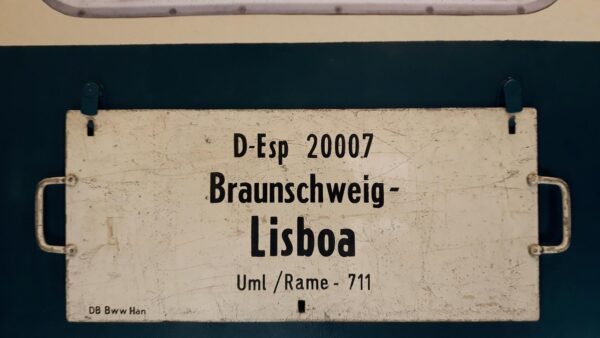 D-Esp 20007
Braunschweig-
Lisboa
Uml /Rame - 711
DB Bww Han